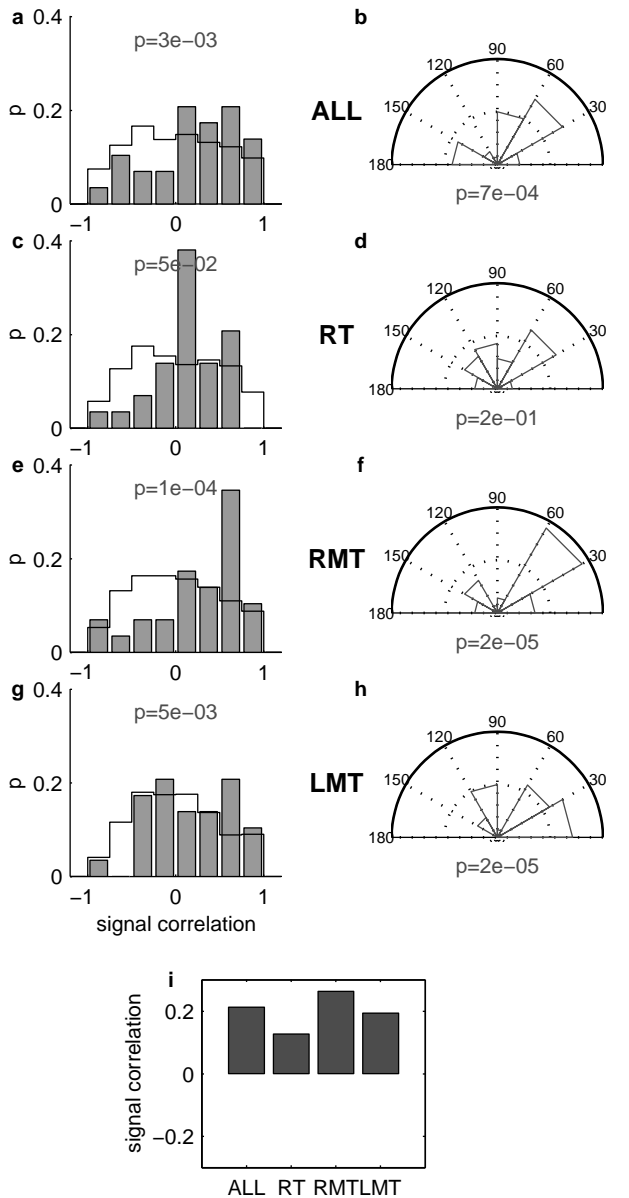 a
p=3e−03
0.4
0.2
0
p
−1 0 1
b
90
120 60
150 30
180
ALL
p=7e−04
c
p=5e−02
0.4
0.2
0
p
−1 0 1
d
90
120 60
150 30
180
RT
p=2e−01
e
p=1e−04
0.4
0.2
0
p
−1 0 1
f
90
120 60
150 30
180
RMT
p=2e−05
g
p=5e−03
0.4
0.2
0
p
−1 0 1
signal correlation
h
90
120 60
150 30
180
LMT
p=2e−05
i
0.2
0
−0.2
signal correlation
ALL RT RMT LMT